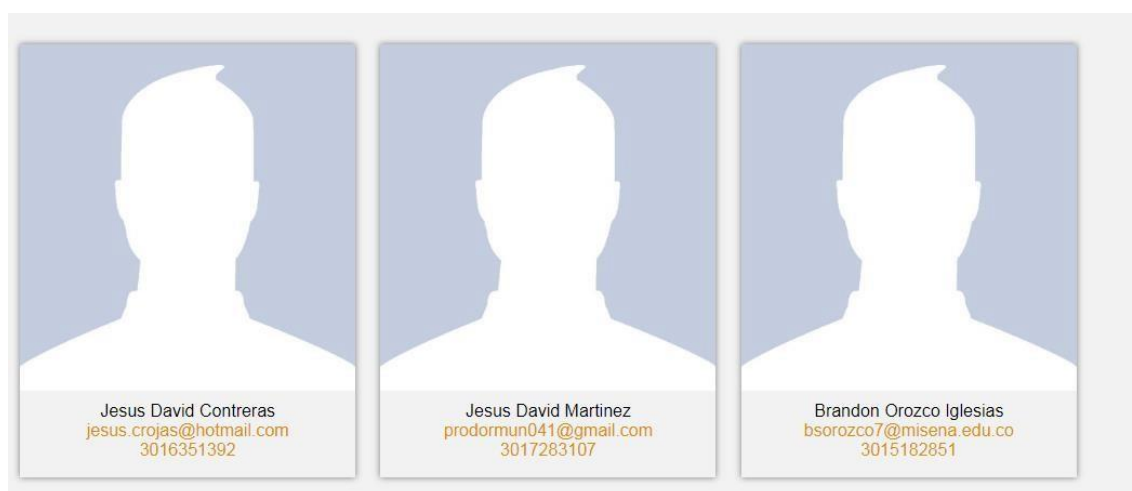 Jesus David Contreras
jesus.crojas@hotmail.com
3016351392
Jesus David Martinez
prodormun041@gmail.com
3017283107
Brandon Orozco Iglesias
bsorozco7@misena.edu.co
3015182851